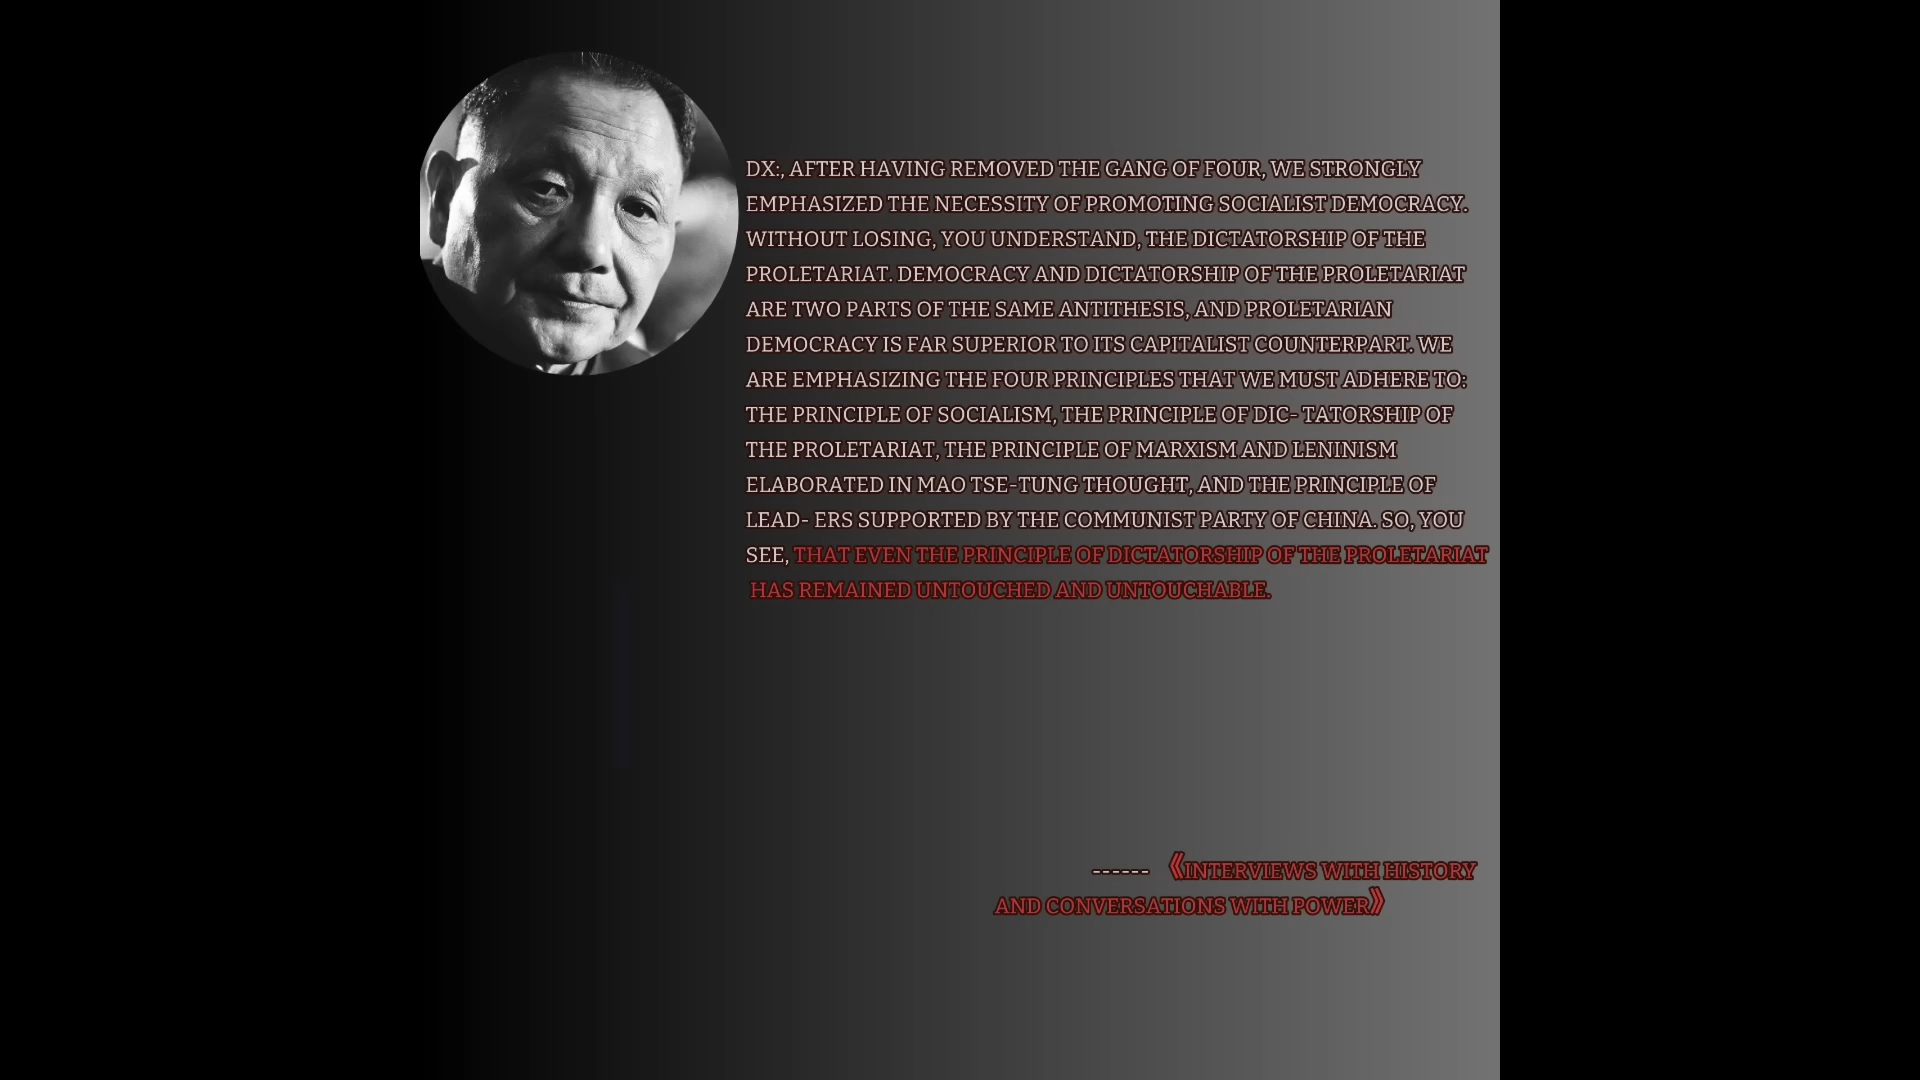 DX:, AFTER HAVING REMOVED THE GANG OF FOUR, WE STRONGLY
EMPHASIZED THE NECESSITY OF PROMOTING SOCIALIST DEMOCRACY.
WITHOUT LOSING, YOU UNDERSTAND, THE DICTATORSHIP OF THE
PROLETARIAT. DEMOCRACY AND DICTATORSHIP OF THE PROLETARIAT
ARE TWO PARTS OF THE SAME ANTITHESIS, AND PROLETARIAN
DEMOCRACY IS FAR SUPERIOR TO ITS CAPITALIST COUNTERPART. WE
ARE EMPHASIZING THE FOUR PRINCIPLES THAT WE MUST ADHERE TO:
THE PRINCIPLE OF SOCIALISM, THE PRINCIPLE OF DIC- TATORSHIP OF
THE PROLETARIAT, THE PRINCIPLE OF MARXISM AND LENINISM
ELABORATED IN MAO TSE-TUNG THOUGHT, AND THE PRINCIPLE OF
LEAD- ERS SUPPORTED BY THE COMMUNIST PARTY OF CHINA. SO, YOU
SEE, THAT EVEN THE PRINCIPLE OF DICTATORSHIP OF THE PROLETARIAT
HAS REMAINED UNTOUCHED AND UNTOUCHABLE.
------ 《INTERVIEWS WITH HISTORY
AND CONVERSATIONS WITH POWER》